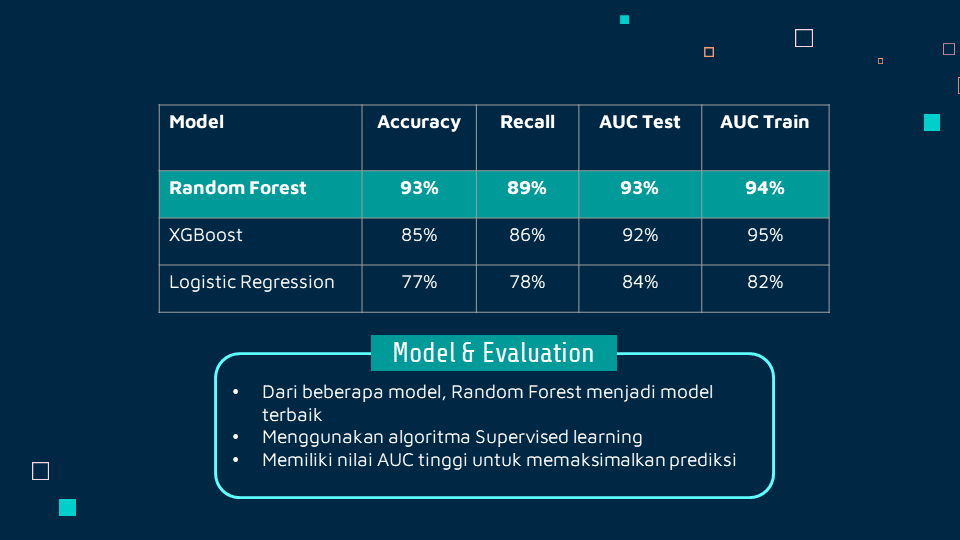 Model Accuracy Recall AUC Test AUC Train
Random Forest 93% 89% 93% 94%
XGBoost 85% 86% 92% 95%
Logistic Regression 77% 78% 84% 82%
Model & Evaluation
• Dari beberapa model, Random Forest menjadi model
terbaik
• Menggunakan algoritma Supervised learning
• Memiliki nilai AUC tinggi untuk memaksimalkan prediksi